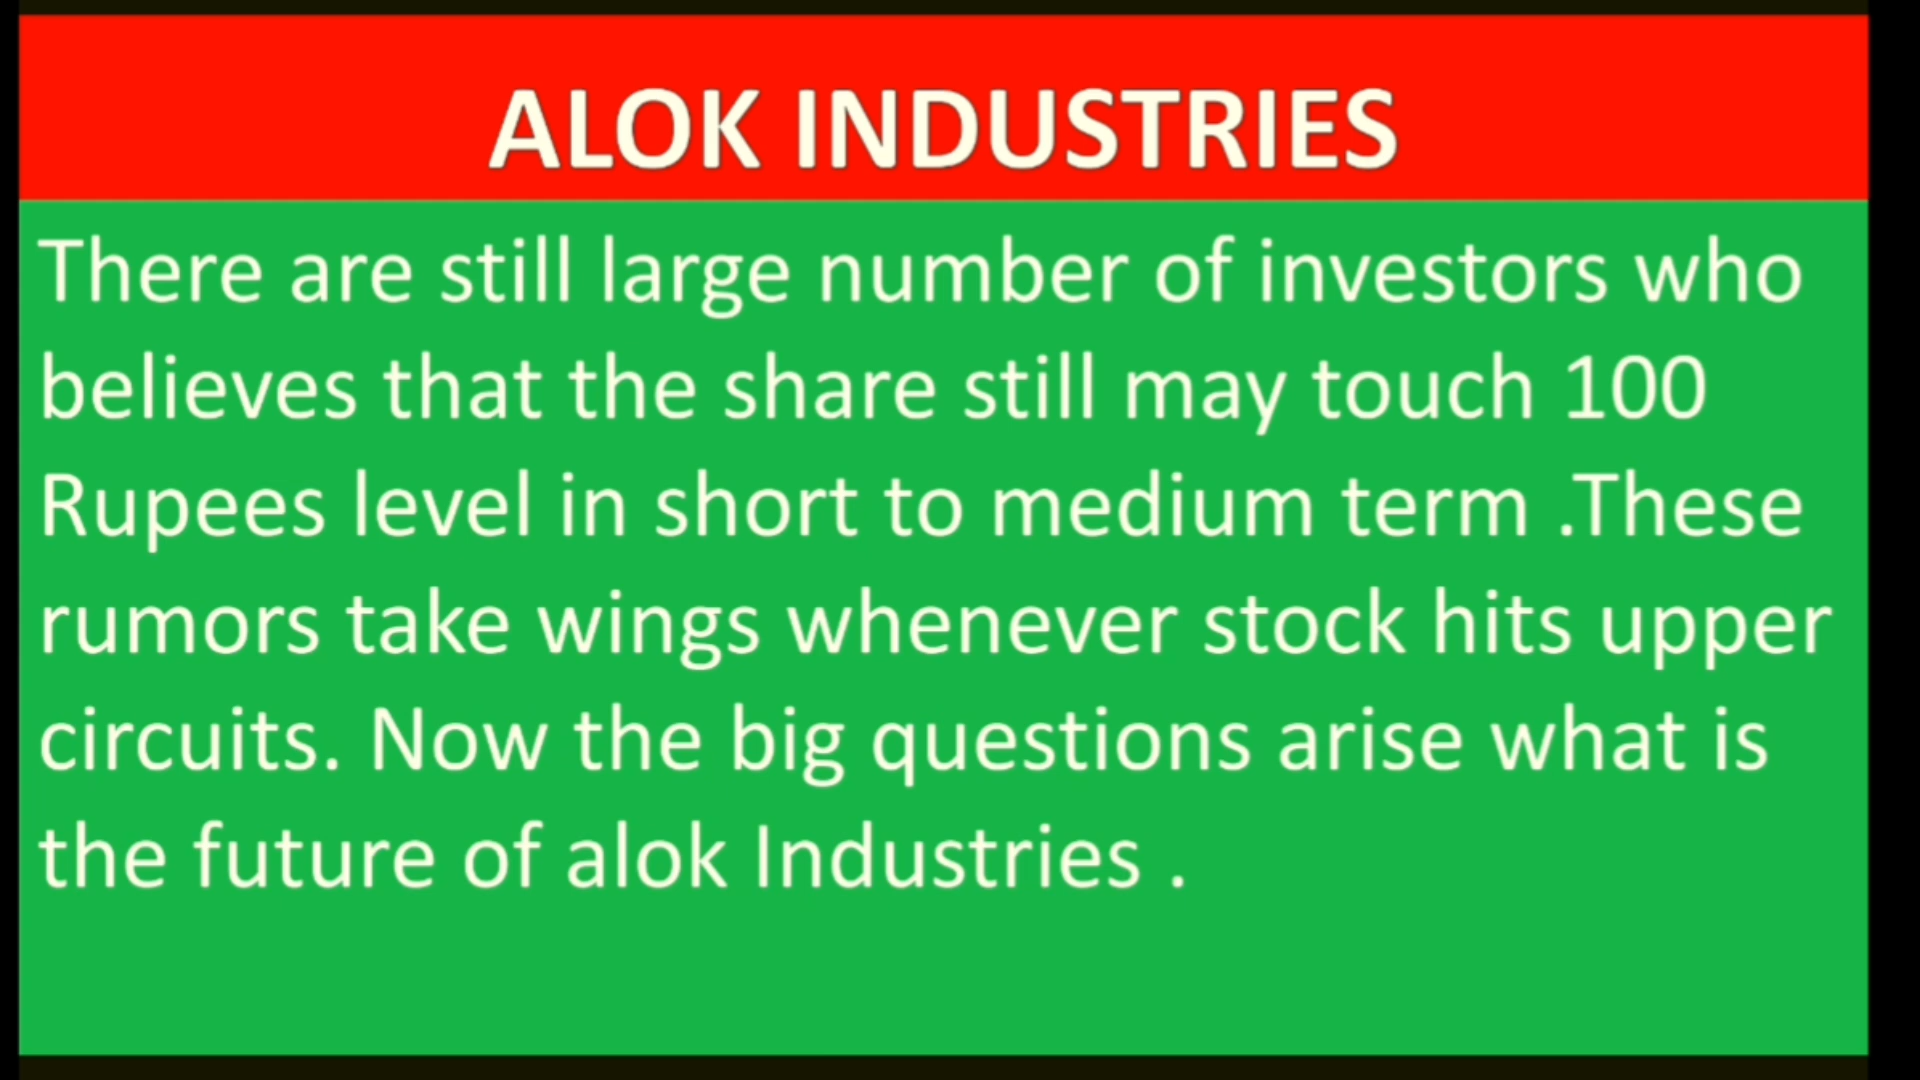 ALOK INDUSTRIES
There are still large number of investors who
believes that the share still may touch 100
Rupees level in short to medium term .These
rumors take wings whenever stock hits upper
circuits. Now the big questions arise what is
the future of alok Industries .